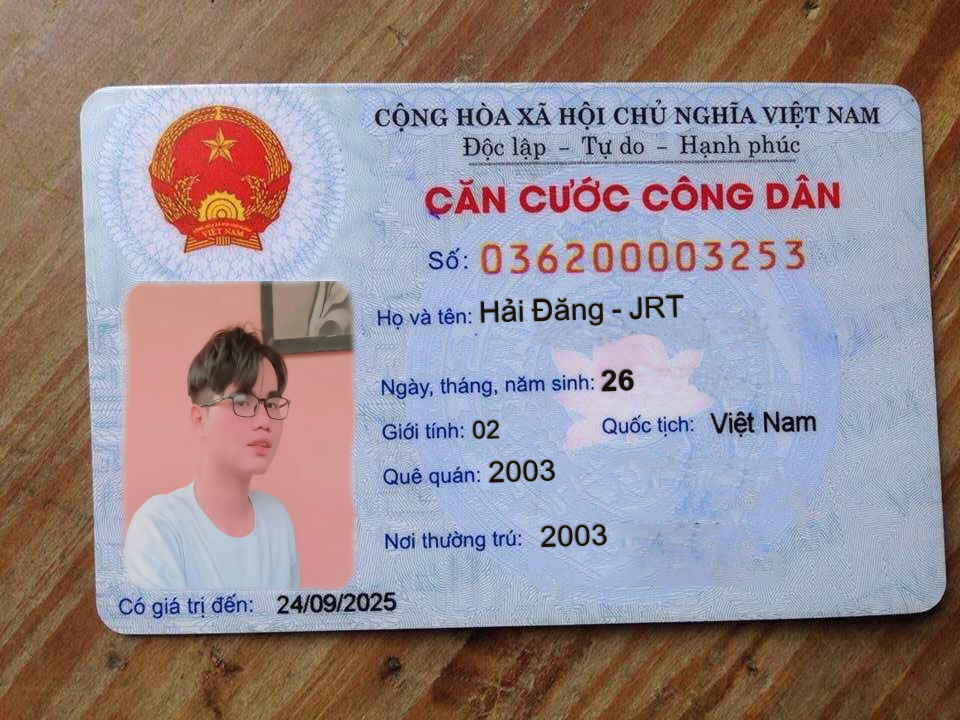 CỘNG HÒA XÃ HỘI CHỦ NGHĨA VIỆT NAM
Độc lập - Tự do - Hạnh phúc
CĂN CƯỚC CÔNG DÂN
Số: 036200003253
Họ và tên: Hải Đăng - JRT
Ngày, tháng, năm sinh: 26
Giới tính: 02 Quốc tịch: Việt Nam
Quê quán: 2003
Nơi thường trú: 2003
Có giá trị đến: 24/09/2025
VIỆT NAM